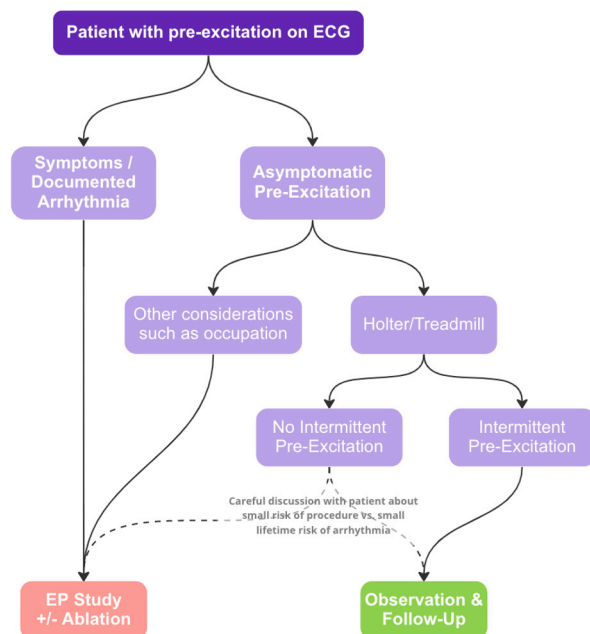 Patient with pre-excitation on ECG
Symptoms /
Documented
Arrhythmia
Asymptomatic
Pre-Excitation
Other considerations
such as occupation
Holter/Treadmill
No Intermittent
Pre-Excitation
Intermittent
Pre-Excitation
Careful discussion with patient about
small risk of procedure vs. small
lifetime risk of arrhythmia
EP Study
+/- Ablation
Observation &
Follow-Up